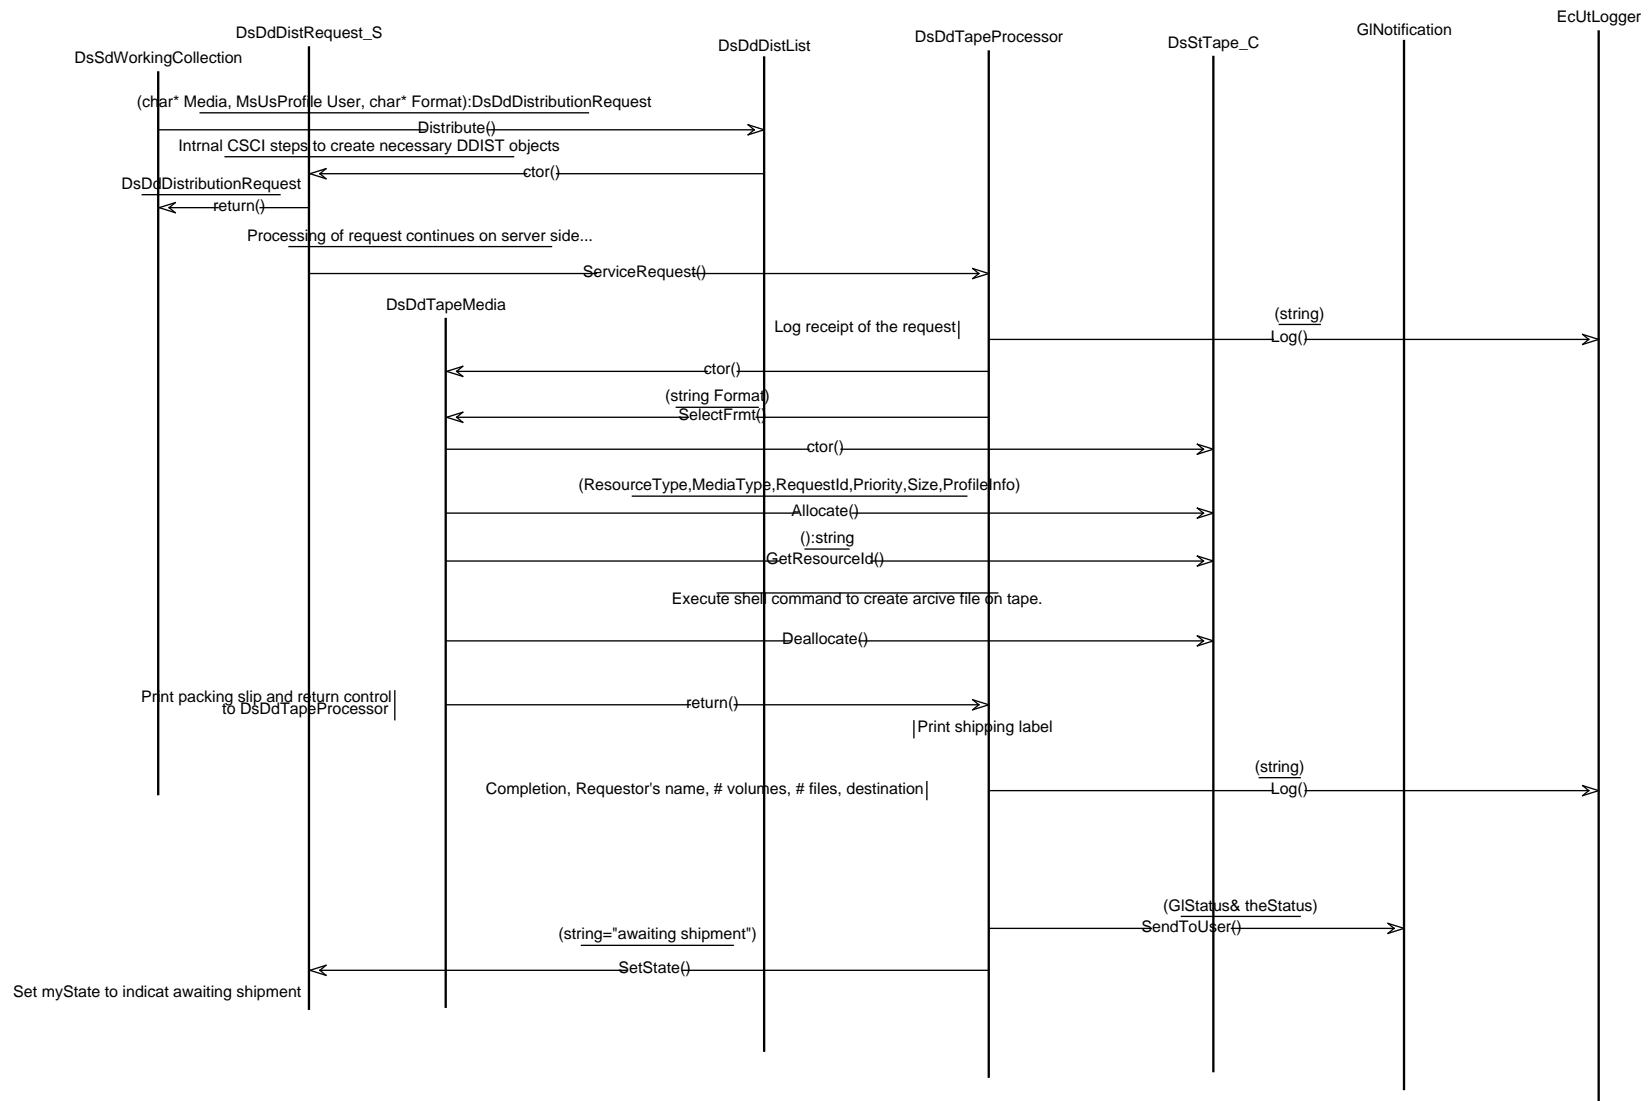 EcUtLogger
DsDdDistRequest_S
GlNotification
DsDdTapeProcessor
DsStTape_C
DsDdDistList
DsSdWorkingCollection
(char* Media, MsUsProfile User, char* Format):DsDdDistributionRequest
Distribute()
Intrnal CSCI steps to create necessary DDIST objects
ctor()
DsDdDistributionRequest
return()
Processing of request continues on server side...
ServiceRequest()
DsDdTapeMedia
(string)
Log receipt of the request
Log()
ctor()
(string Format)
SelectFrmt()
ctor()
(ResourceType,MediaType,RequestId,Priority,Size,ProfileInfo)
Allocate()
():string
GetResourceId()
Execute shell command to create arcive file on tape.
Deallocate()
Print packing slip and return control
to DsDdTapeProcessor
return()
Print shipping label
(string)
Completion, Requestor's name, # volumes, # files, destination
Log()
(GlStatus& theStatus)
SendToUser()
(string="awaiting shipment")
SetState()
Set myState to indicat awaiting shipment